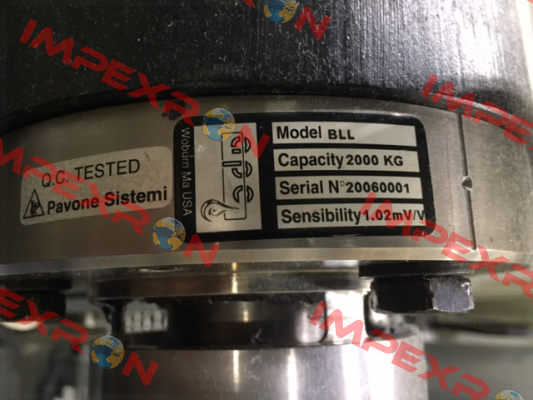 Q.C. TESTED
Pavone Sistemi
Woburn Ma USA
Model BLL
Capacity 2000 KG
Serial N°20060001
Sensibility 1.02mV/V
IMPEXRON
IMPEXRON
IMPEXRON
IMPEXRON